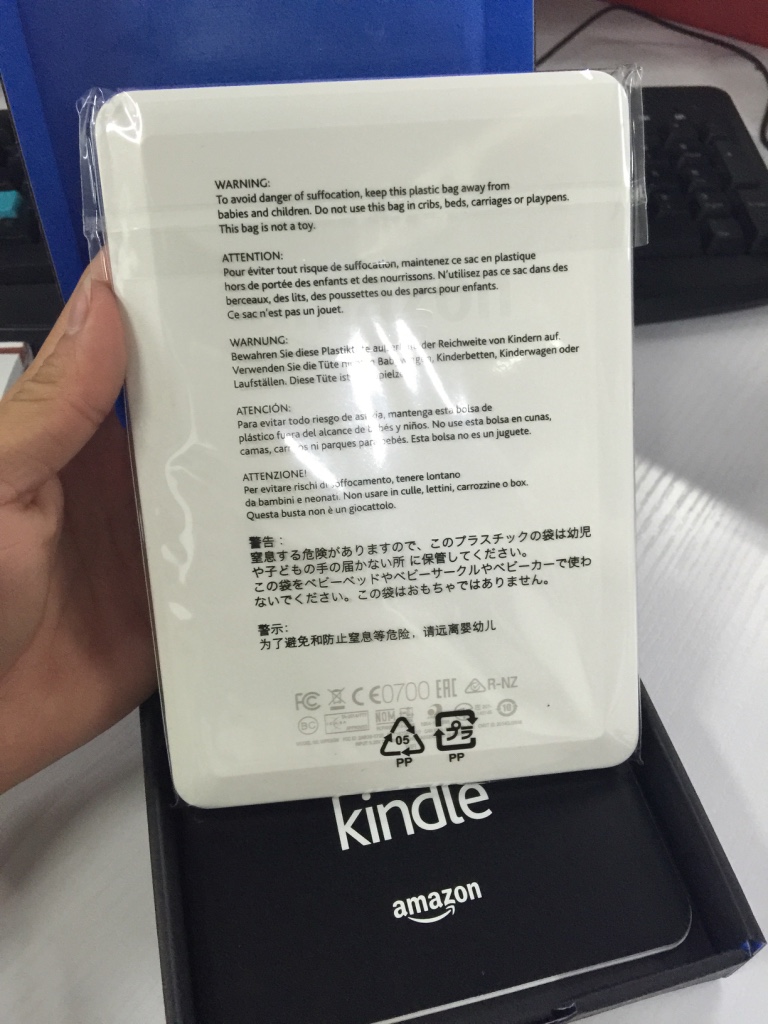 WARNING:
To avoid danger of suffocation, keep this plastic bag away from
babies and children. Do not use this bag in cribs, beds, carriages or playpens.
This bag is not a toy.
ATTENTION:
Pour éviter tout risque de suffocation, maintenez ce sac en plastique
hors de portée des enfants et des nourrissons. N'utilisez pas ce sac dans des
berceaux, des lits, des poussettes ou des parcs pour enfants.
Ce sac n'est pas un jouet.
WARNUNG:
Bewahren Sie diese der Reichweite von Kindern auf.
Verwenden Sie die Tüte Kinderbetten, Kinderwagen oder
Laufställen. Diese Tüte ist
ATENCIÓN:
Para evitar todo riesgo de mantenga esta bolsa de
plástico fuera del alcance de bebés y niños. No use esta bolsa en cunas,
camas, ni parques para bebés. Esta bolsa no es un juguete.
ATTENZIONE!
Per evitare rischi di soffocamento, tenere lontano
da bambini e neonati. Non usare in culle, lettini, carrozzine o box.
Questa busta non è un giocattolo.
警告：
窒息する危険がありますので、このプラスチックの袋は幼児
や子どもの手の届かない所 に保管してください。
この袋をベビーベッドやベビーサークルやベビーカーで使わ
ないでください。この袋はおもちゃではありません。
警示：
为了避免和防止窒息等危险，请远离婴幼儿
FC CE0700 EAC R-NZ
BC NOM
05 プラ
PP PP
kindle
amazon